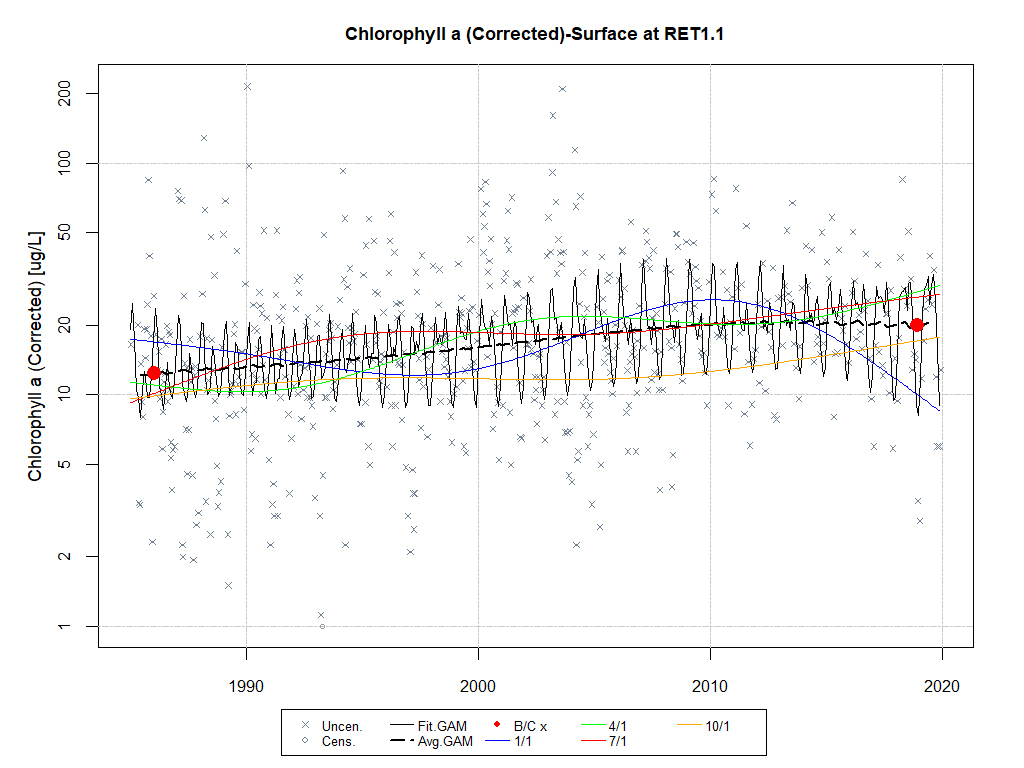 Chlorophyll a (Corrected)-Surface at RET1.1
Chlorophyll a (Corrected) [ug/L]
200
100
50
20
10
5
2
1
1990 2000 2010 2020
Uncen. Fit.GAM B/C x 4/1 10/1
Cens. Avg.GAM 1/1 7/1